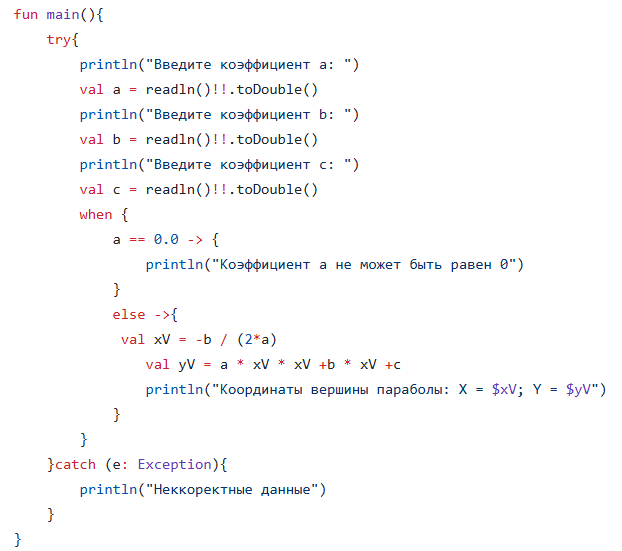 fun main(){
    try{
        println("Введите коэффициент a: ")
        val a = readln()!!.toDouble()
        println("Введите коэффициент b: ")
        val b = readln()!!.toDouble()
        println("Введите коэффициент c: ")
        val c = readln()!!.toDouble()
        when {
            a == 0.0 -> {
                println("Коэффициент a не может быть равен 0")
            }
            else ->{
             val xV = -b / (2*a)
                val yV = a * xV * xV +b * xV +c
                println("Координаты вершины параболы: X = $xV; Y = $yV")
            }
        }
    }catch (e: Exception){
        println("Неккоректные данные")
    }
}